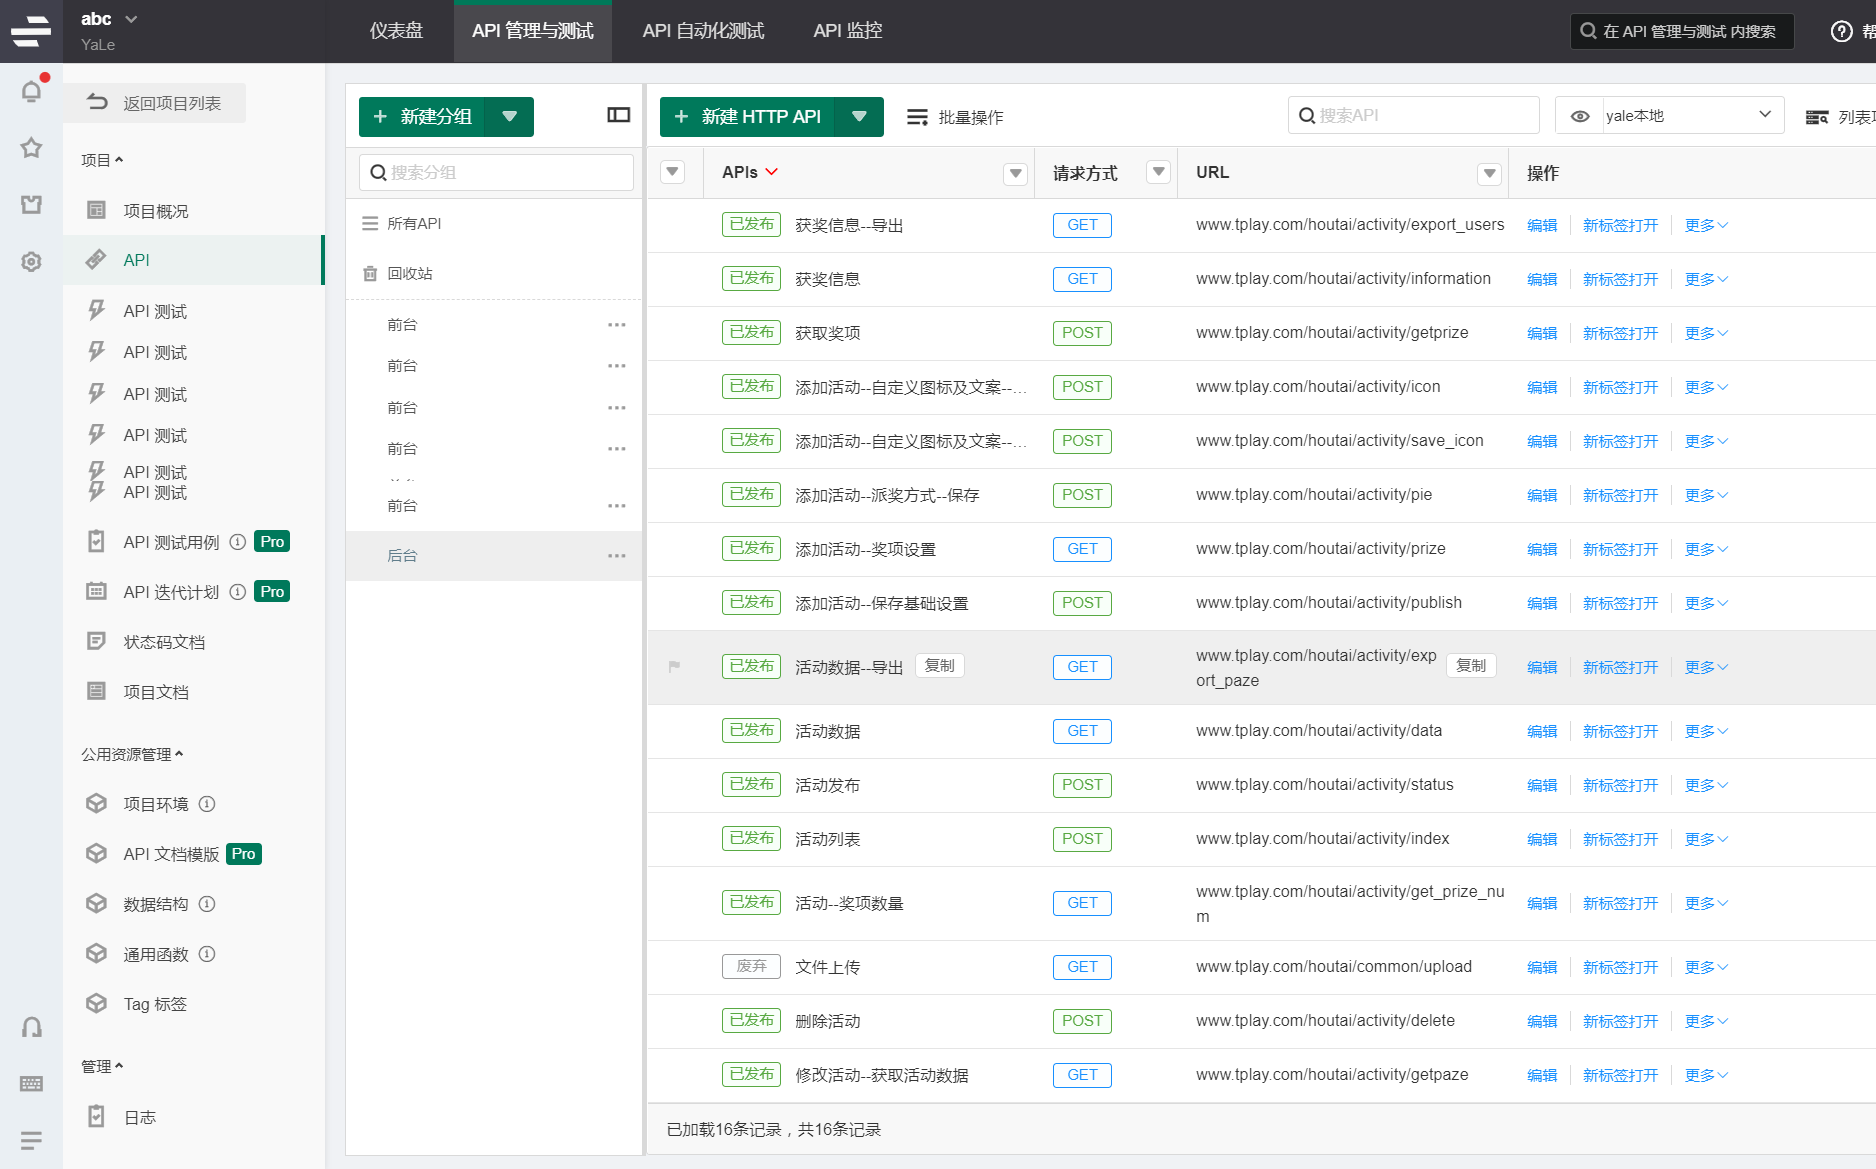 abc
YaLe
仪表盘
API 管理与测试
API 自动化测试
API 监控
在 API 管理与测试 内搜索
返回项目列表
项目
项目概况
API
API 测试
API 测试
API 测试
API 测试
API 测试
API 测试
API 测试用例 Pro
API 迭代计划 Pro
状态码文档
项目文档
公用资源管理
项目环境
API 文档模版 Pro
数据结构
通用函数
Tag 标签
管理
日志
新建分组
搜索分组
所有API
回收站
前台
前台
前台
前台
前台
后台
新建 HTTP API
批量操作
搜索API
yale本地
APIs 请求方式 URL 操作
已发布 获奖信息--导出 GET www.tplay.com/houtai/activity/export_users 编辑 新标签打开 更多
已发布 获奖信息 GET www.tplay.com/houtai/activity/information 编辑 新标签打开 更多
已发布 获取奖项 POST www.tplay.com/houtai/activity/getprize 编辑 新标签打开 更多
已发布 添加活动--自定义图标及文案--... POST www.tplay.com/houtai/activity/icon 编辑 新标签打开 更多
已发布 添加活动--自定义图标及文案--... POST www.tplay.com/houtai/activity/save_icon 编辑 新标签打开 更多
已发布 添加活动--派奖方式--保存 POST www.tplay.com/houtai/activity/pie 编辑 新标签打开 更多
已发布 添加活动--奖项设置 GET www.tplay.com/houtai/activity/prize 编辑 新标签打开 更多
已发布 添加活动--保存基础设置 POST www.tplay.com/houtai/activity/publish 编辑 新标签打开 更多
已发布 活动数据--导出 复制 GET www.tplay.com/houtai/activity/exp 复制 编辑 新标签打开 更多
ort_paze
已发布 活动数据 GET www.tplay.com/houtai/activity/data 编辑 新标签打开 更多
已发布 活动发布 POST www.tplay.com/houtai/activity/status 编辑 新标签打开 更多
已发布 活动列表 POST www.tplay.com/houtai/activity/index 编辑 新标签打开 更多
已发布 活动--奖项数量 GET www.tplay.com/houtai/activity/get_prize_nu 编辑 新标签打开 更多
m
废弃 文件上传 GET www.tplay.com/houtai/common/upload 编辑 新标签打开 更多
已发布 删除活动 POST www.tplay.com/houtai/activity/delete 编辑 新标签打开 更多
已发布 修改活动--获取活动数据 GET www.tplay.com/houtai/activity/getpaze 编辑 新标签打开 更多
已加载16条记录，共16条记录